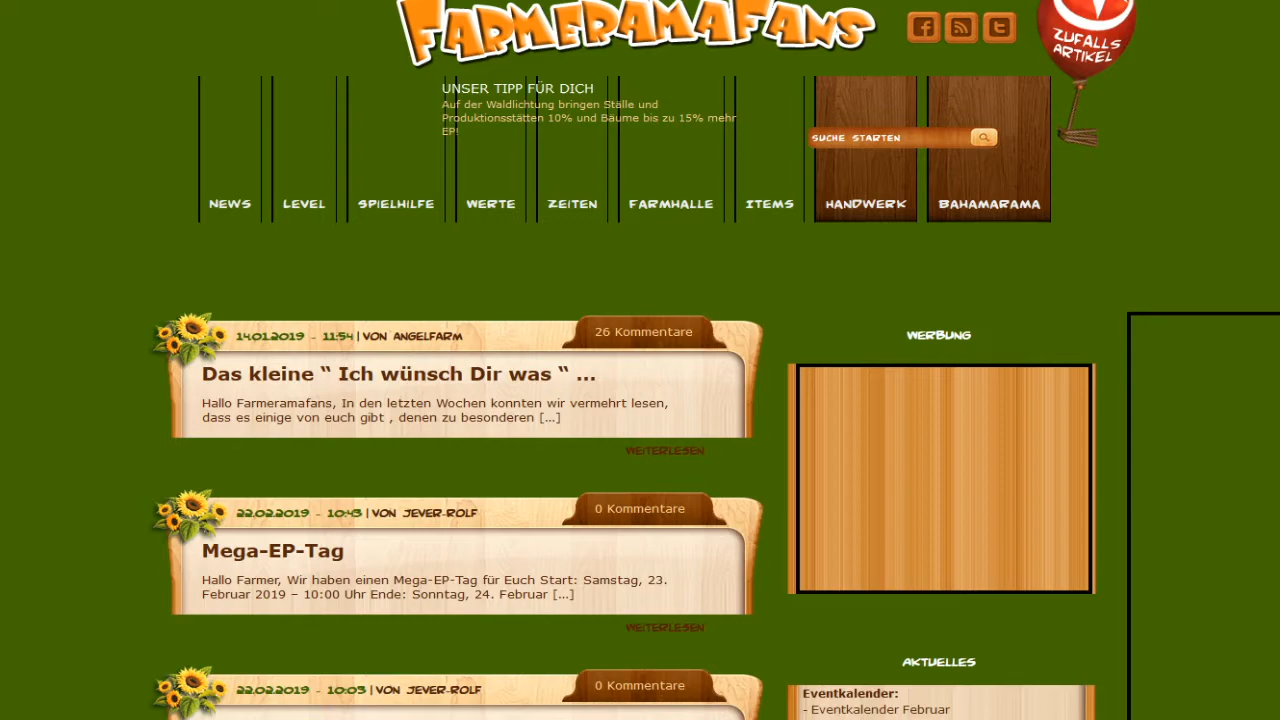 FARMERAMAFANS
ZUFALLS
ARTIKEL
UNSER TIPP FÜR DICH
Auf der Waldlichtung bringen Ställe und
Produktionsstätten 10% und Bäume bis zu 15% mehr
EP!
SUCHE STARTEN
NEWS LEVEL SPIELHILFE WERTE ZEITEN FARMHALLE ITEMS HANDWERK BAHAMARAMA
14.01.2019 - 11:54 | VON ANGELFARM
26 Kommentare
Das kleine “ Ich wünsch Dir was “ ...
Hallo Farmeramafans, In den letzten Wochen konnten wir vermehrt lesen,
dass es einige von euch gibt , denen zu besonderen [...]
WEITERLESEN
22.02.2019 - 10:43 | VON JEVER-ROLF
0 Kommentare
Mega-EP-Tag
Hallo Farmer, Wir haben einen Mega-EP-Tag für Euch Start: Samstag, 23.
Februar 2019 – 10:00 Uhr Ende: Sonntag, 24. Februar [...]
WEITERLESEN
22.02.2019 - 10:03 | VON JEVER-ROLF
0 Kommentare
WERBUNG
AKTUELLES
Eventkalender:
- Eventkalender Februar